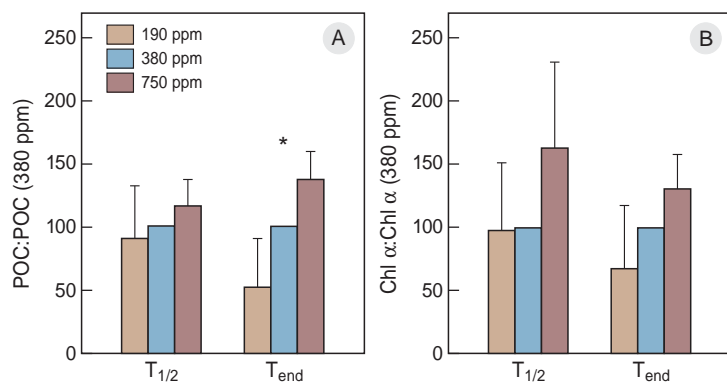 A
190 ppm
380 ppm
750 ppm
250
200
150
100
50
0
POC:POC (380 ppm)
*
T1/2
Tend
B
250
200
150
100
50
0
Chl α:Chl α (380 ppm)
T1/2
Tend